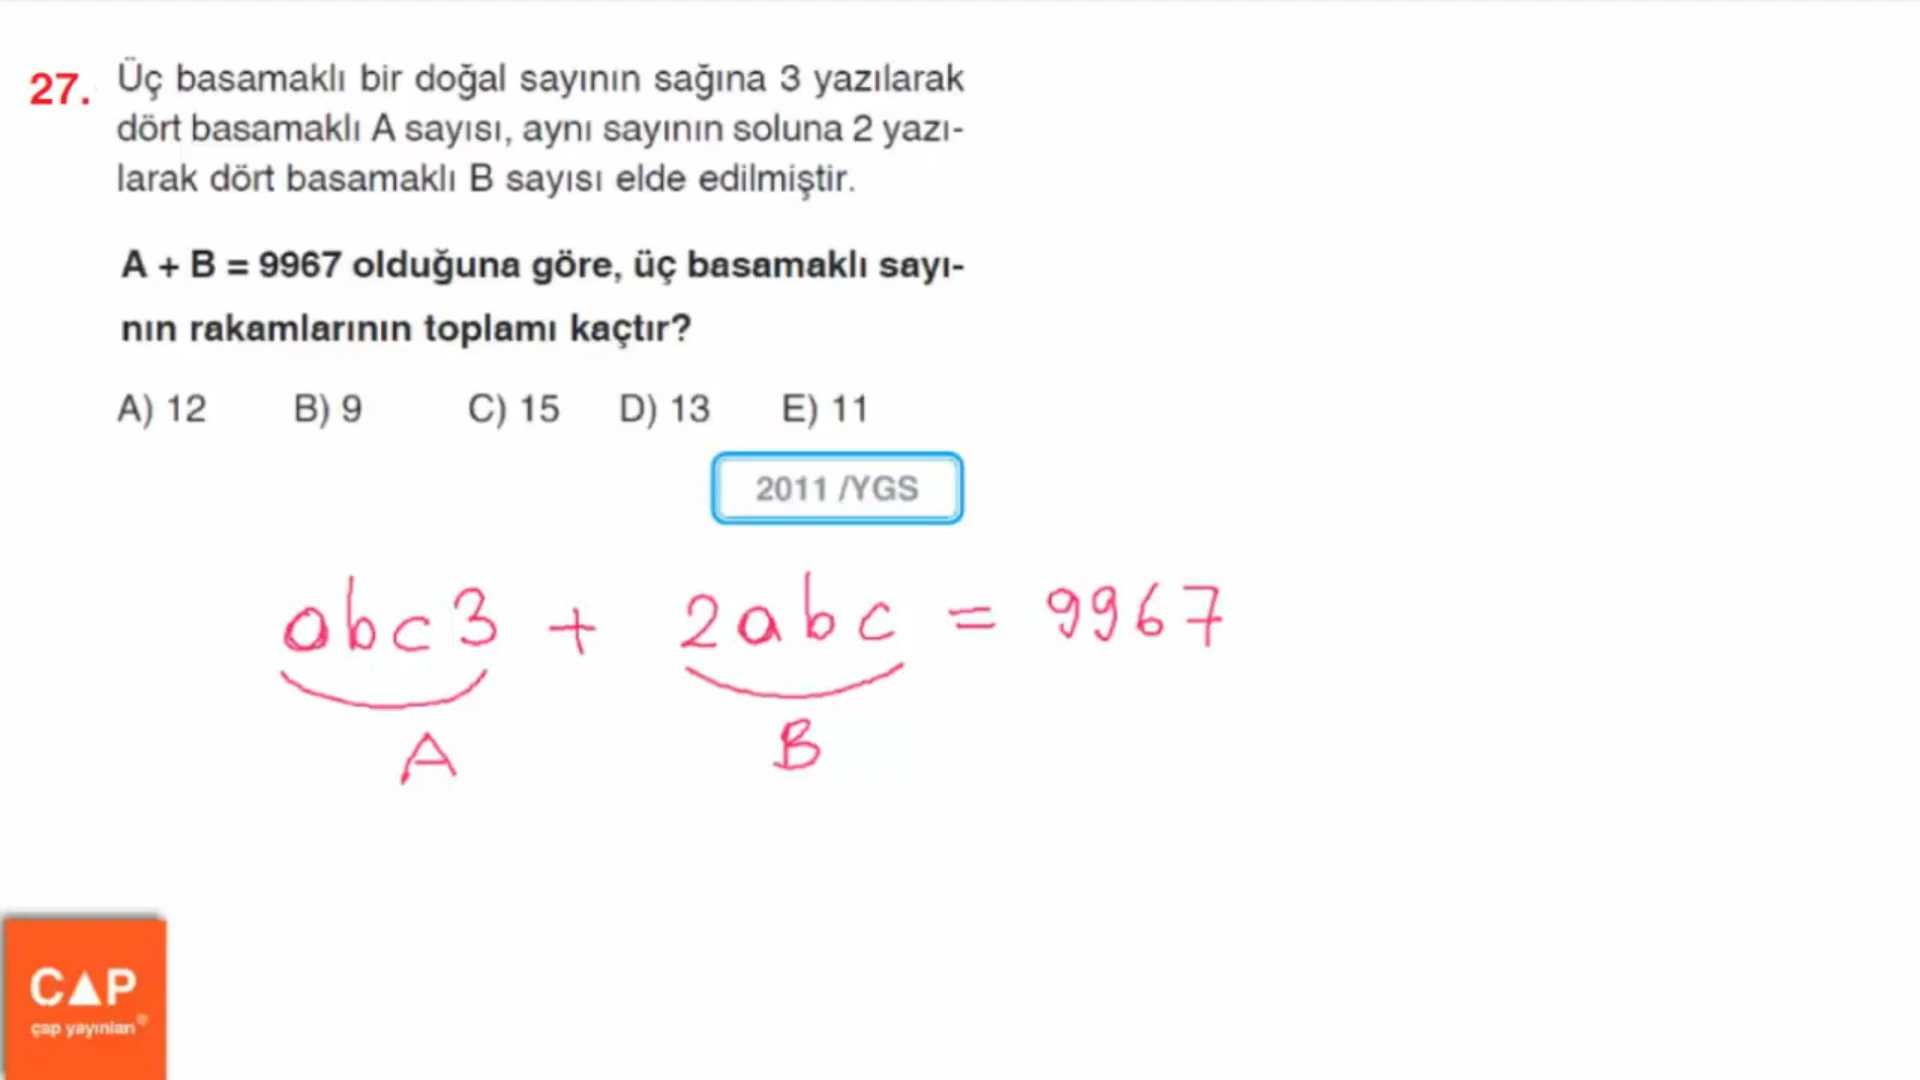 27. Üç basamaklı bir doğal sayının sağına 3 yazılarak
dört basamaklı A sayısı, aynı sayının soluna 2 yazı-
larak dört basamaklı B sayısı elde edilmiştir.
A + B = 9967 olduğuna göre, üç basamaklı sayı-
nın rakamlarının toplamı kaçtır?
A) 12 B) 9 C) 15 D) 13 E) 11
2011 /YGS
abc3 + 2abc = 9967
A B
CAP
çap yayınları®